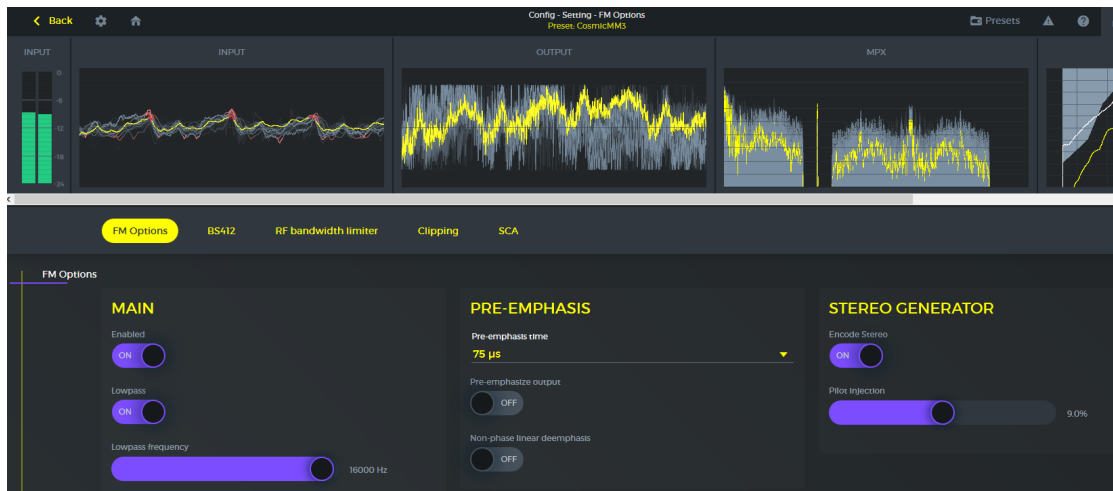 Back
Config - Setting - FM Options
Preset: CosmicMM3
Presets
INPUT
INPUT
OUTPUT
MPX
0
-6
-12
-18
-24
FM Options
BS412
RF bandwidth limiter
Clipping
SCA
FM Options
MAIN
Enabled
ON
Lowpass
ON
Lowpass frequency
16000 Hz
PRE-EMPHASIS
Pre-emphasis time
75 µs
Pre-emphasize output
OFF
Non-phase linear deemphasis
OFF
STEREO GENERATOR
Encode Stereo
ON
Pilot Injection
9.0%